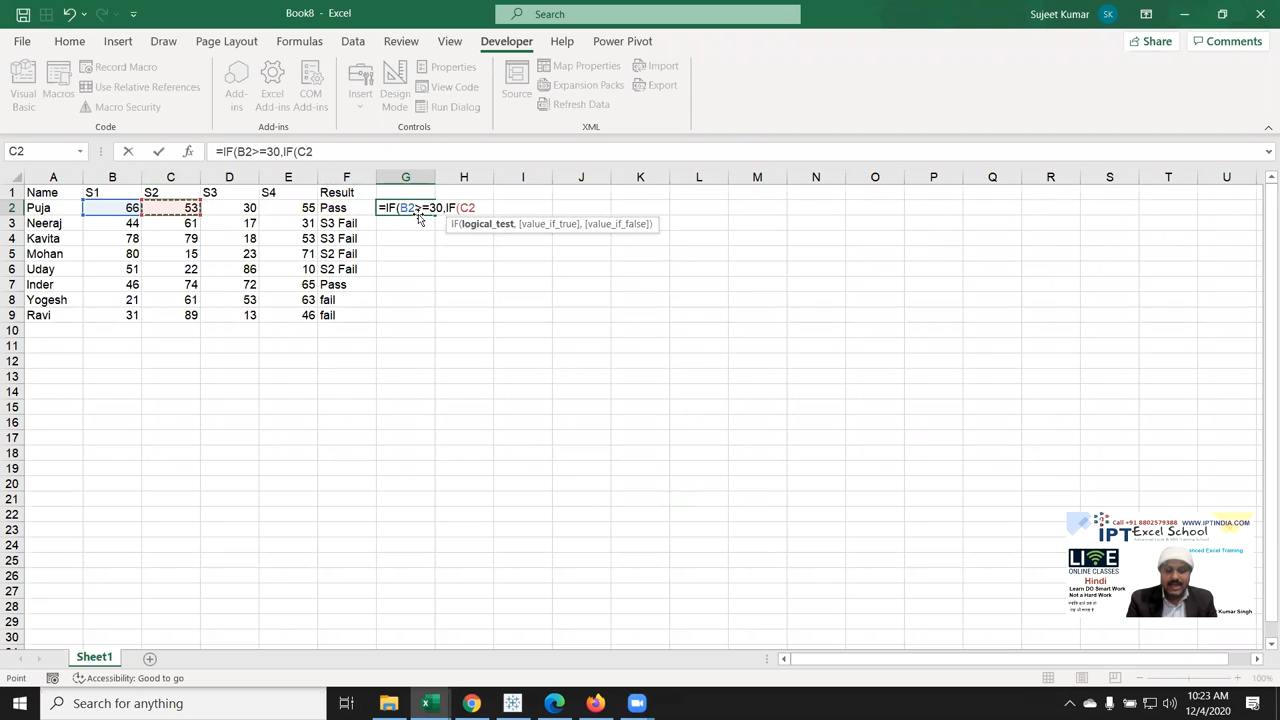 Book8 - Excel
Search
Sujeet Kumar
SK
File Home Insert Draw Page Layout Formulas Data Review View Developer Help Power Pivot
Share
Comments
Visual Basic
Macros
Record Macro
Use Relative References
Macro Security
Code
Add-ins
Excel Add-ins
COM Add-ins
Add-ins
Insert
Design Mode
Properties
View Code
Run Dialog
Controls
Source
Map Properties
Expansion Packs
Refresh Data
Import
Export
XML
C2
fx
=IF(B2>=30,IF(C2
A B C D E F G H I J K L M N O P Q R S T U
1 Name S1 S2 S3 S4 Result
2 Puja 66 53 30 55 Pass =IF(B2>=30,IF(C2
IF(logical_test, [value_if_true], [value_if_false])
3 Neeraj 44 61 17 31 S3 Fail
4 Kavita 78 79 18 53 S3 Fail
5 Mohan 80 15 23 71 S2 Fail
6 Uday 51 22 86 10 S2 Fail
7 Inder 46 74 72 65 Pass
8 Yogesh 21 61 53 63 fail
9 Ravi 31 89 13 46 fail
10
11
12
13
14
15
16
17
18
19
20
21
22
23
24
25
26
27
28
29
30
Call +91 8802579388 WWW.IPTINDIA.COM
IPT Excel School
LIVE
ONLINE CLASSES
Hindi
Learn DO Smart Work
Not a Hard Work
anced Excel Training
Kumar Singh
Sheet1
Point
Accessibility: Good to go
100%
Type here to search
10:23 AM
12/4/2020